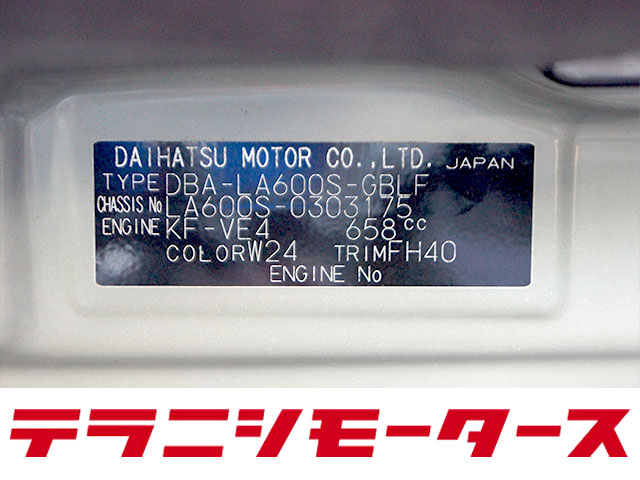 DAIHATSU MOTOR CO.,LTD. JAPAN
TYPE DBA-LA600S-GBLF
CHASSIS No LA600S-0303175
ENGINE KF-VE4 658cc
COLOR W24 TRIM FH40
ENGINE No
テラニシモータース